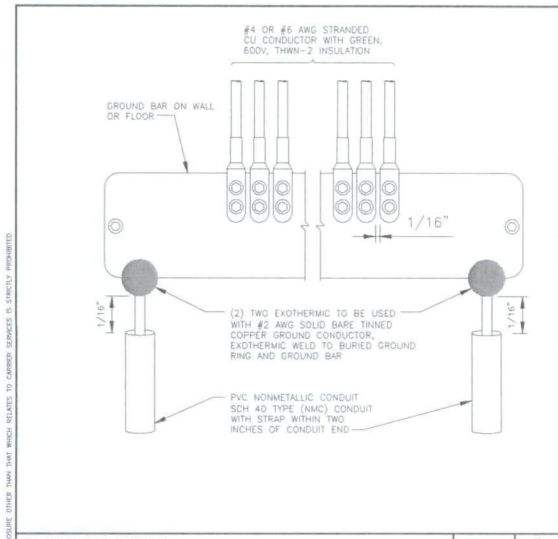 #4 OR #6 AWG STRANDED
CU CONDUCTOR WITH GREEN,
600V, THWN-2 INSULATION
GROUND BAR ON WALL
OR FLOOR
1/16"
1/16"
1/16"
(2) TWO EXOTHERMIC TO BE USED
WITH #2 AWG SOLID BARE TINNED
COPPER GROUND CONDUCTOR,
EXOTHERMIC WELD TO BURIED GROUND
RING AND GROUND BAR
PVC NONMETALLIC CONDUIT
SCH 40 TYPE (NMC) CONDUIT
WITH STRAP WITHIN TWO
INCHES OF CONDUIT END
OSURE OTHER THAN THAT WHICH RELATES TO CARRIER SERVICES IS STRICTLY PROHIBITED.